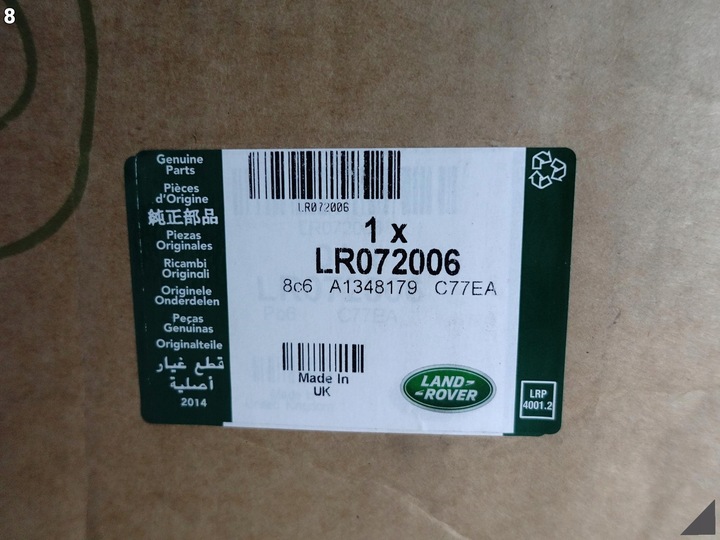 8
Genuine
Parts
Pièces
d'Origine
純正部品
Piezas
Originales
Ricambi
Originali
Originele
Onderdelen
Peças
Genuinas
Originalteile
قطع غيار
أصلية
2014
LR072006
1 x
LR072006
8c6 A1348179 C77EA
Made In
UK
LAND-
-ROVER
LRP
4001.2